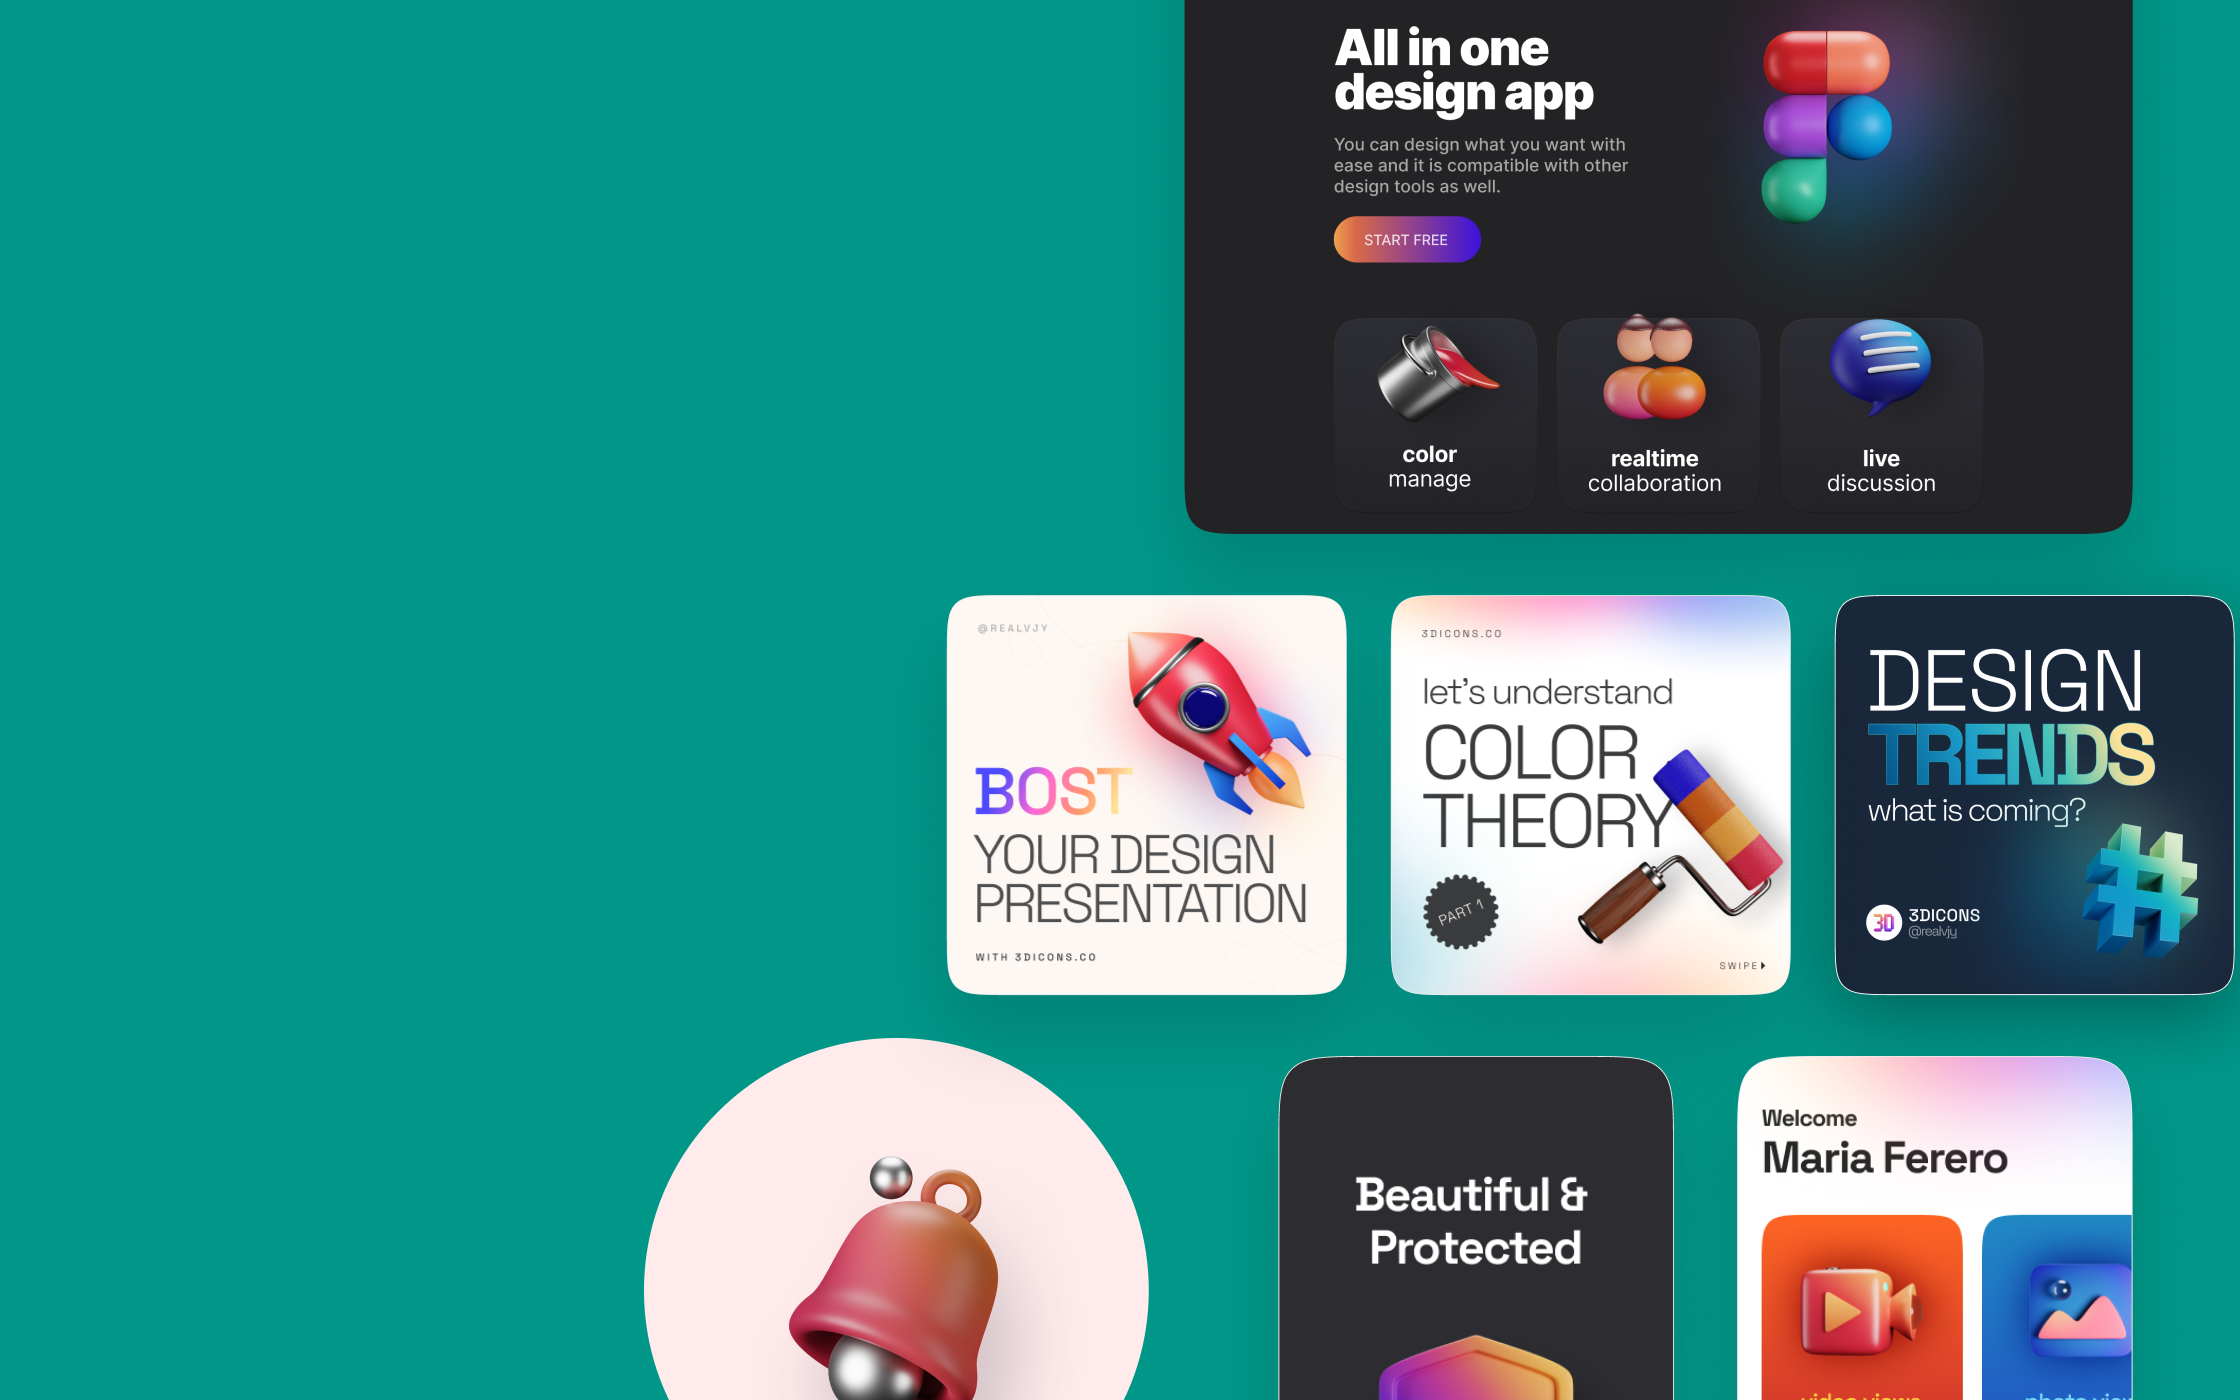 All in one
design app
You can design what you want with
ease and it is compatible with other
design tools as well.
START FREE
color
manage
realtime
collaboration
live
discussion
@REALVJY
BOST
YOUR DESIGN
PRESENTATION
WITH 3DICONS.CO
3DICONS.CO
let's understand
COLOR
THEORY
PART 1
SWIPE
DESIGN
TRENDS
what is coming?
3D
3DICONS
@realvjy
Beautiful &
Protected
Welcome
Maria Ferero
video views